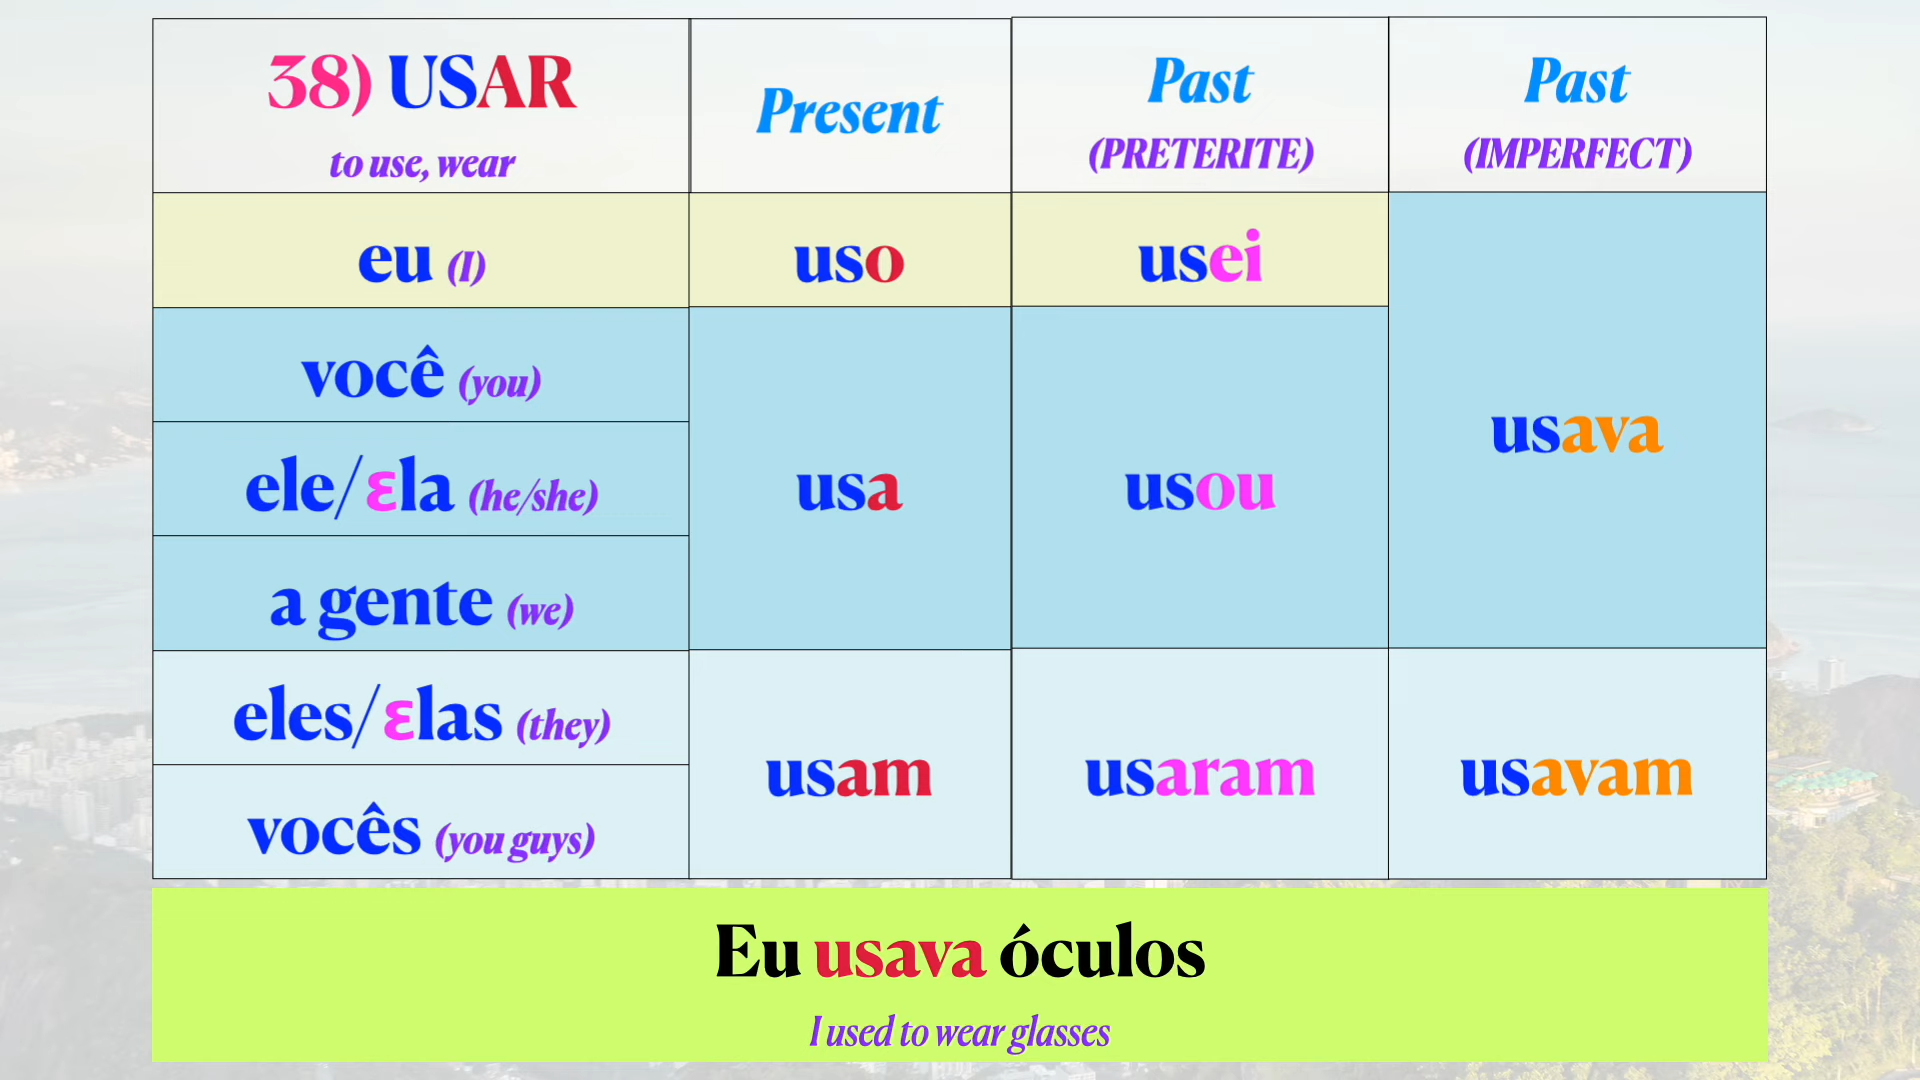 38) USAR
to use, wear
Present
Past
(PRETERITE)
Past
(IMPERFECT)
eu (I)
uso
usei
usava
você (you)
ele/ɛla (he/she)
usa
usou
a gente (we)
eles/ɛlas (they)
usam
usaram
usavam
vocês (you guys)
Eu usava óculos
I used to wear glasses